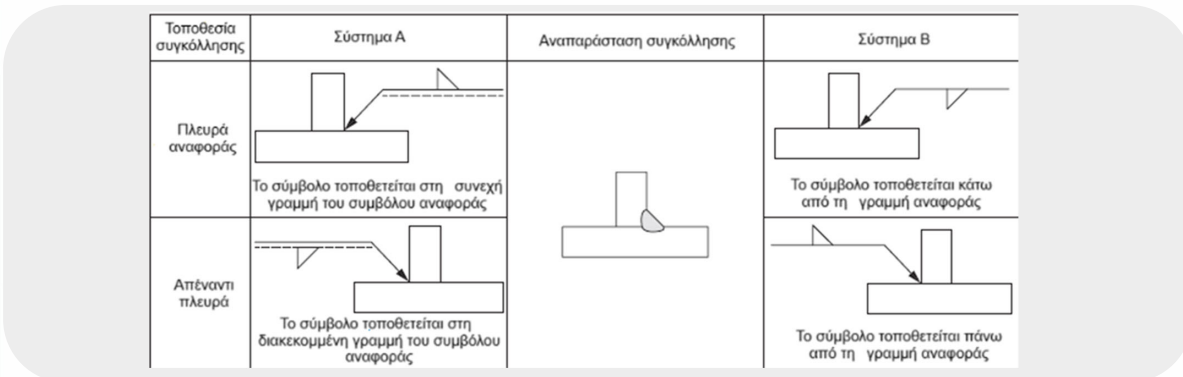 Τοποθεσία
συγκόλλησης
Σύστημα Α
Αναπαράσταση συγκόλλησης
Σύστημα Β
Πλευρά
αναφοράς
Το σύμβολο τοποθετείται στη συνεχή
γραμμή του συμβόλου αναφοράς
Το σύμβολο τοποθετείται κάτω
από τη γραμμή αναφοράς
Απέναντι
πλευρά
Το σύμβολο τοποθετείται στη
διακεκομμένη γραμμή του συμβόλου
αναφοράς
Το σύμβολο τοποθετείται πάνω
από τη γραμμή αναφοράς